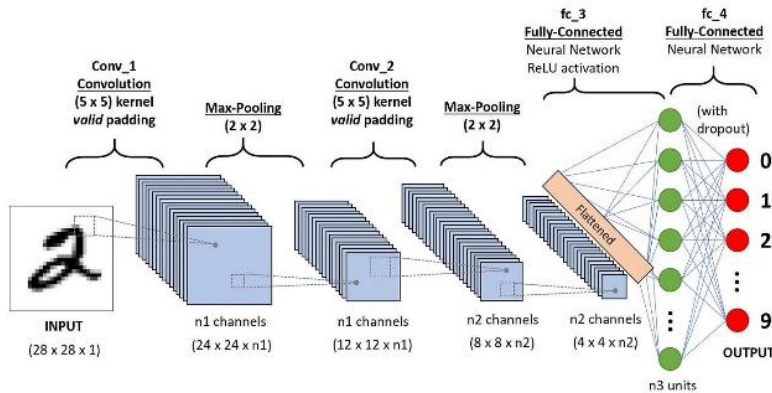 fc_3
Fully-Connected
Neural Network
ReLU activation
fc_4
Fully-Connected
Neural Network
Conv_1
Convolution
(5 x 5) kernel
valid padding
Max-Pooling
(2 x 2)
Conv_2
Convolution
(5 x 5) kernel
valid padding
Max-Pooling
(2 x 2)
(with
dropout)
2
INPUT
(28 x 28 x 1)
n1 channels
(24 x 24 x n1)
n1 channels
(12 x 12 x n1)
n2 channels
(8 x 8 x n2)
n2 channels
(4 x 4 x n2)
Flattened
n3 units
0
1
2
9
OUTPUT